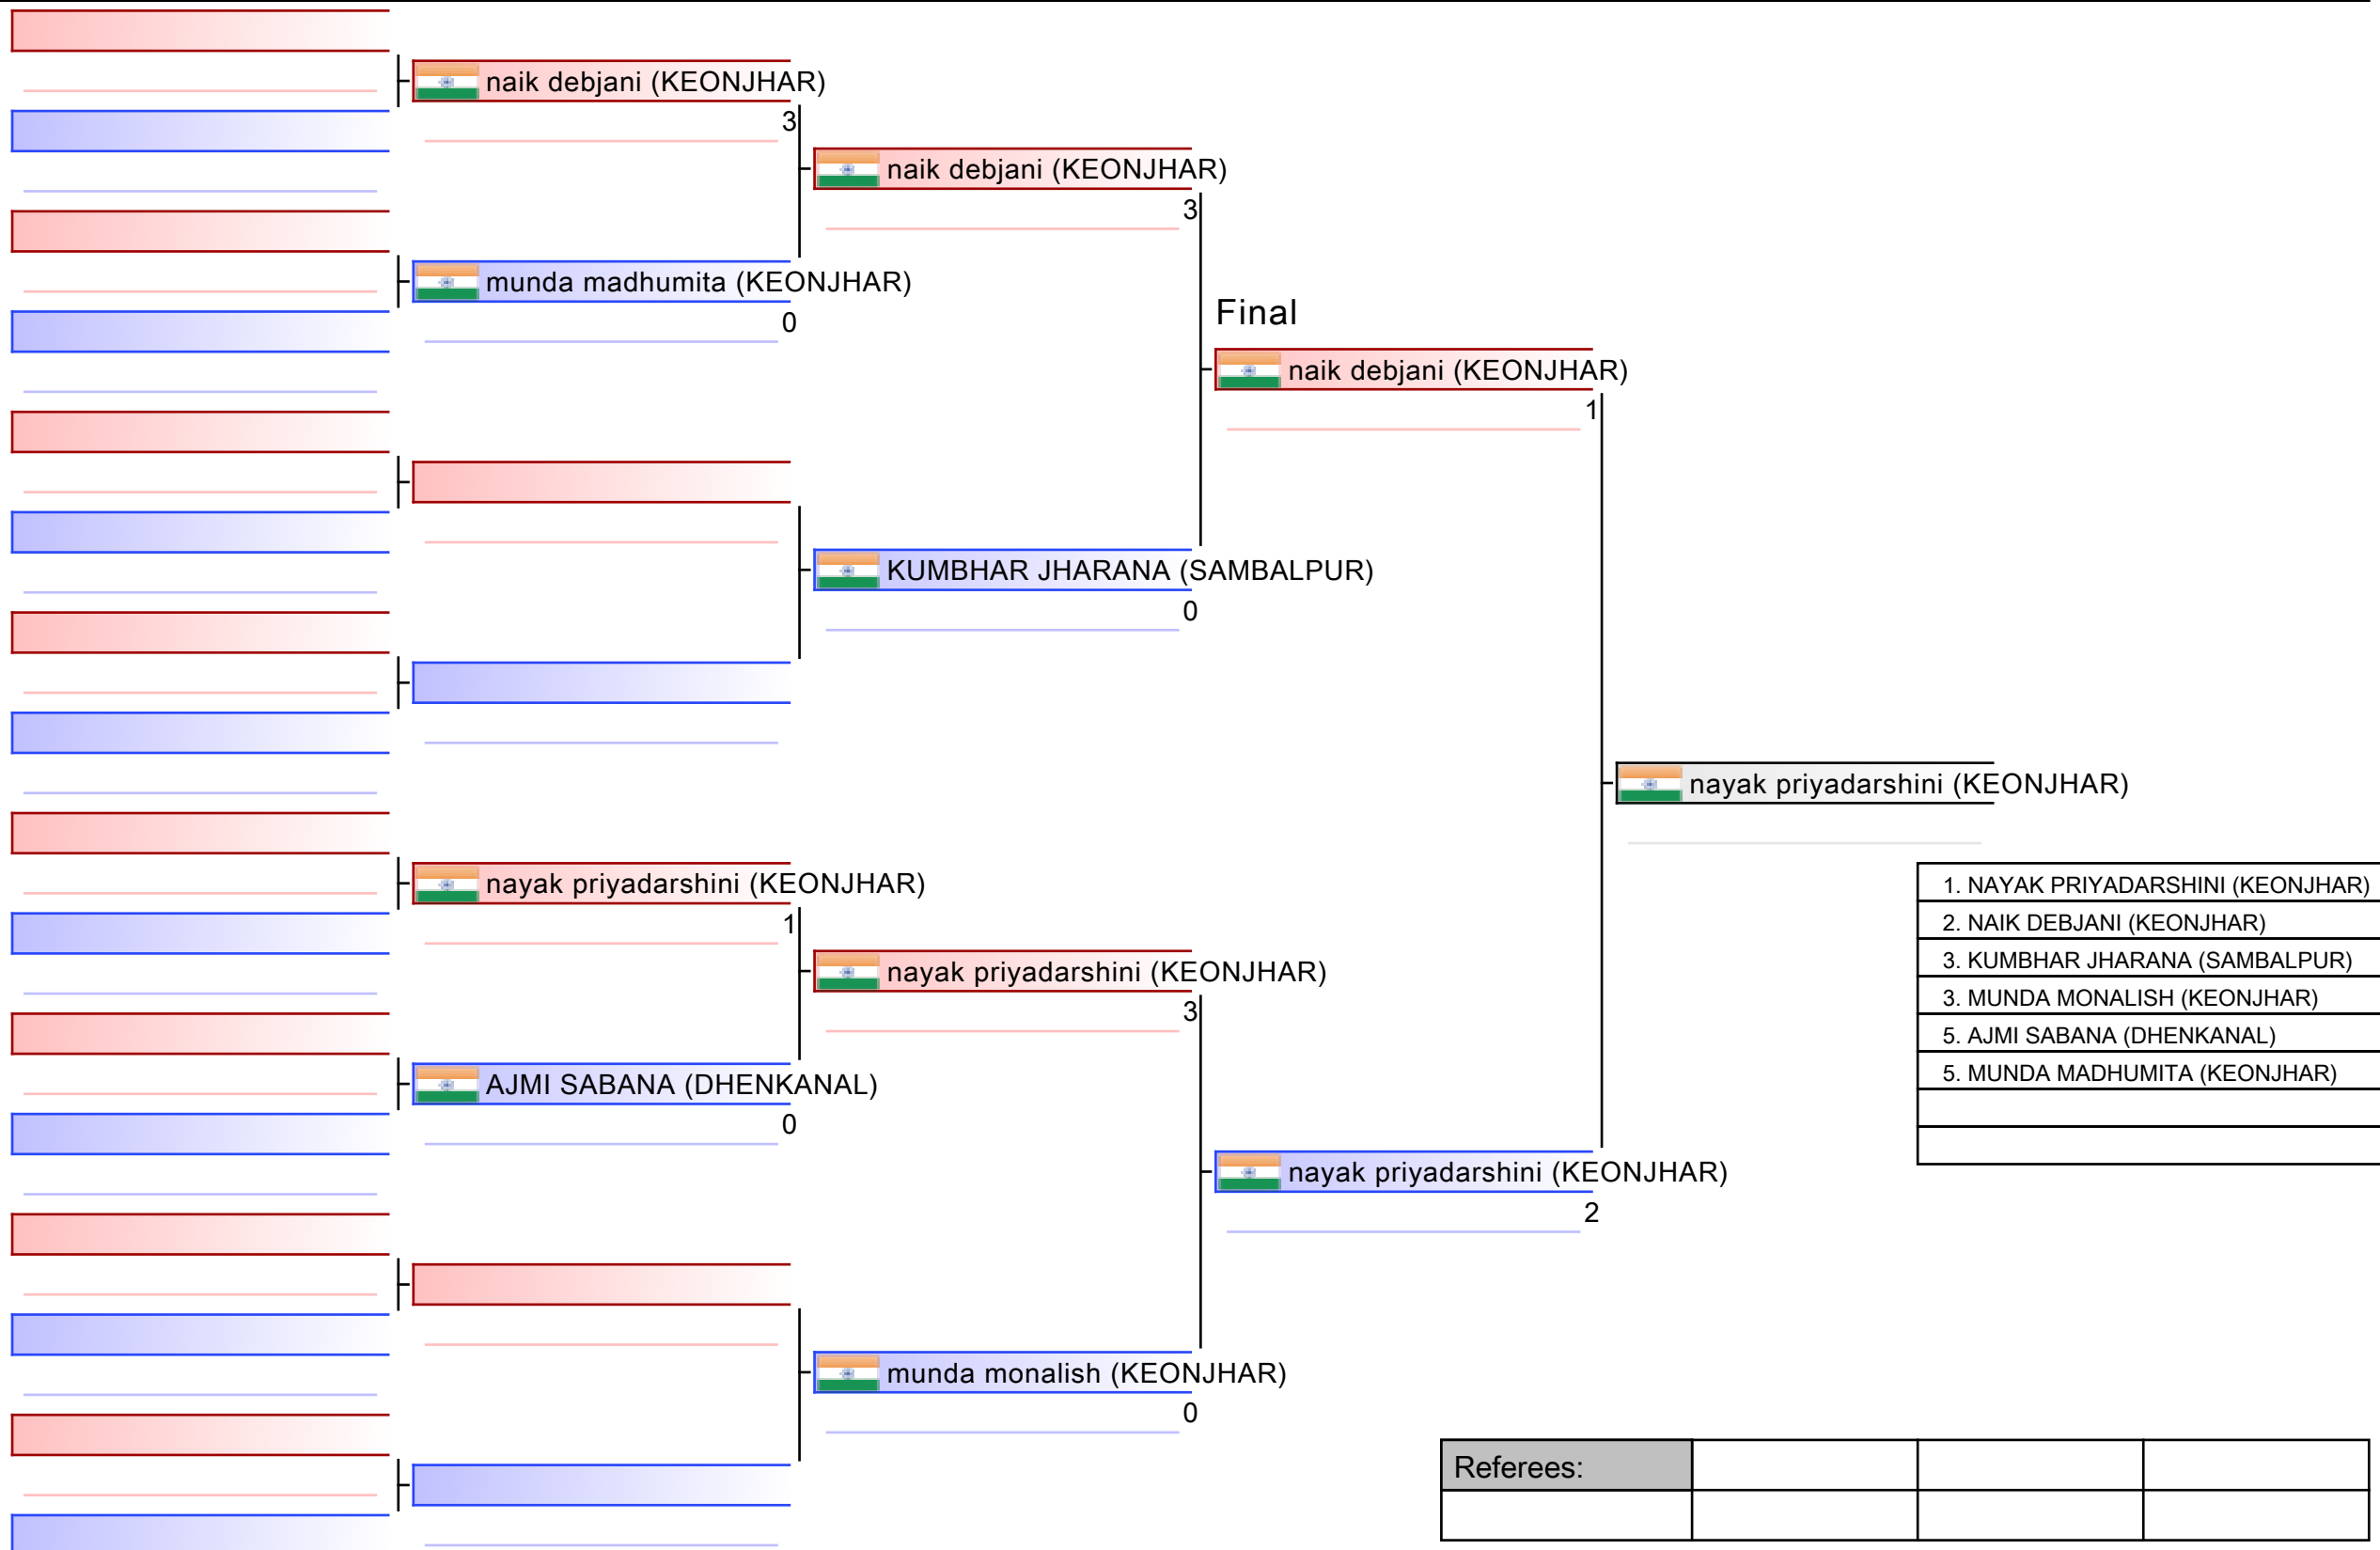 naik debjani (KEONJHAR)
3
munda madhumita (KEONJHAR)
0
nayak priyadarshini (KEONJHAR)
1
AJMI SABANA (DHENKANAL)
0
naik debjani (KEONJHAR)
3
KUMBHAR JHARANA (SAMBALPUR)
0
nayak priyadarshini (KEONJHAR)
3
munda monalish (KEONJHAR)
0
Final
naik debjani (KEONJHAR)
1
nayak priyadarshini (KEONJHAR)
2
nayak priyadarshini (KEONJHAR)
1. NAYAK PRIYADARSHINI (KEONJHAR)
2. NAIK DEBJANI (KEONJHAR)
3. KUMBHAR JHARANA (SAMBALPUR)
3. MUNDA MONALISH (KEONJHAR)
5. AJMI SABANA (DHENKANAL)
5. MUNDA MADHUMITA (KEONJHAR)
Referees: